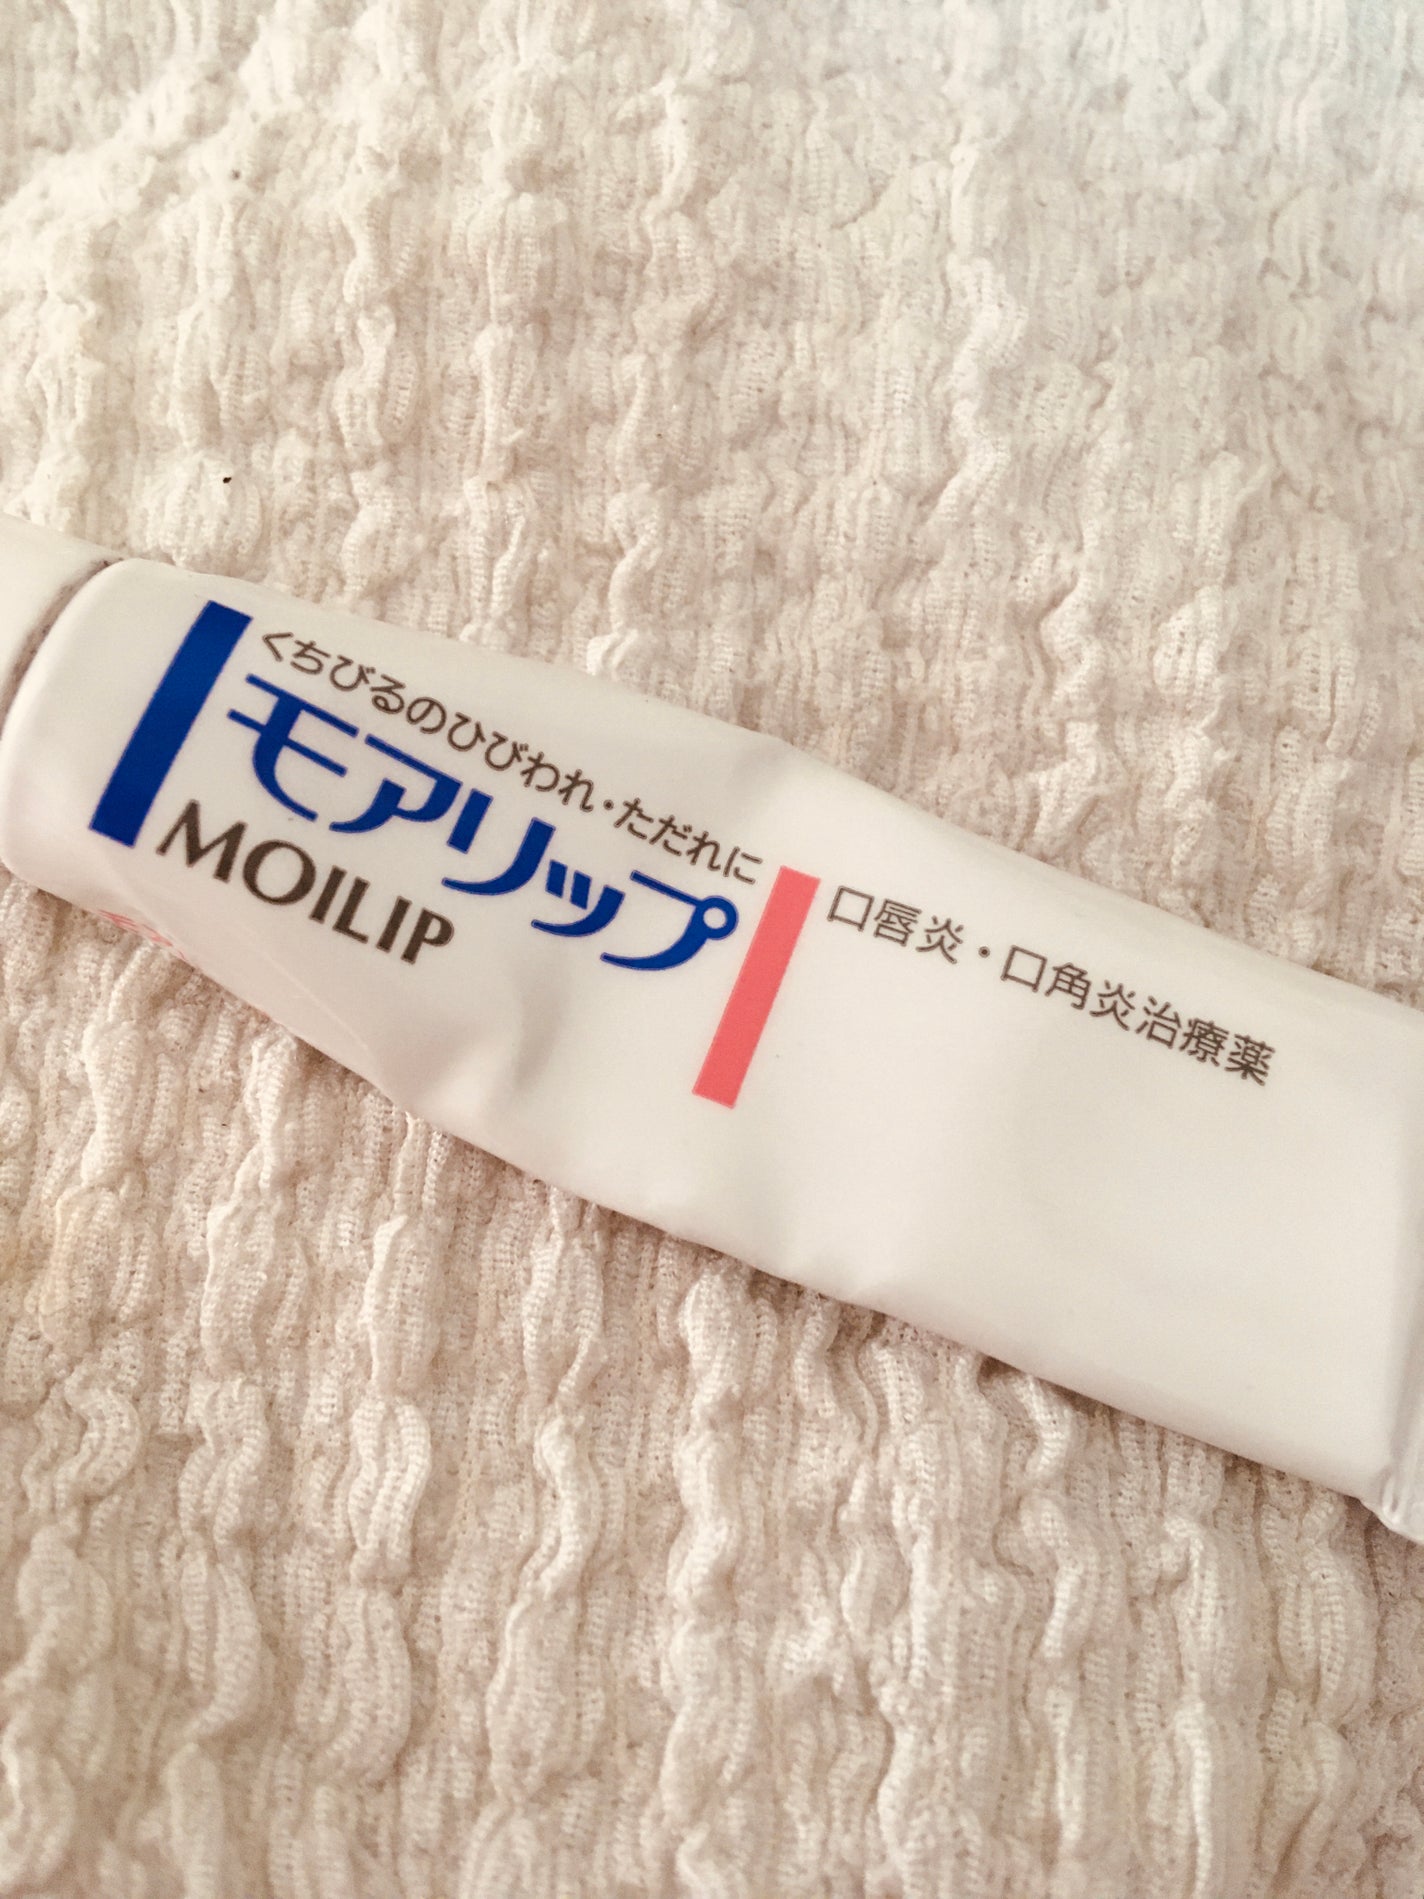 くちびるのひびわれ・ただれに
モアリップ
MOILIP
口唇炎・口角炎治療薬